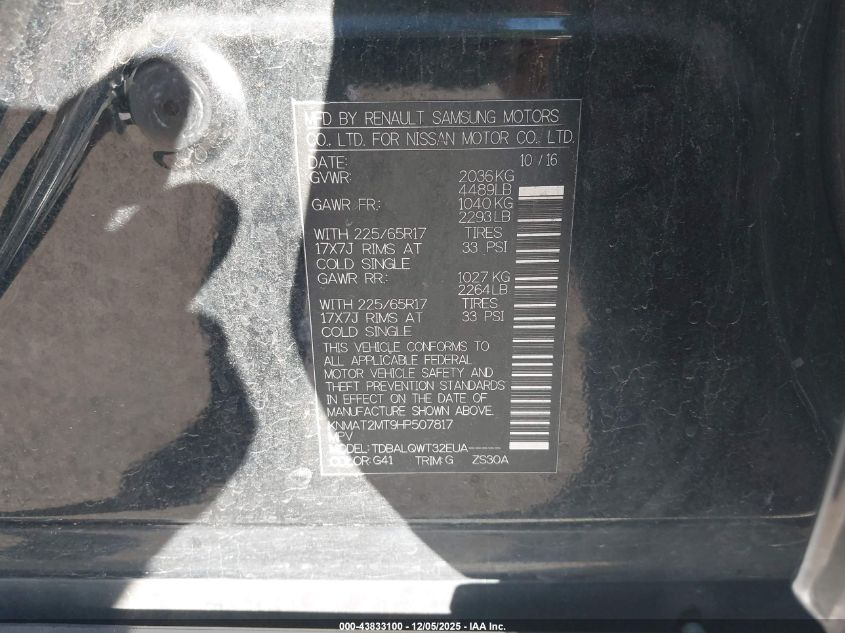 MFD BY RENAULT SAMSUNG MOTORS
CO., LTD. FOR NISSAN MOTOR CO., LTD.
DATE: 10 / 16
GVWR: 2036KG
4489LB
GAWR FR: 1040KG
2293LB
WITH 225/65R17 TIRES
17X7J RIMS AT 33 PSI
COLD SINGLE
GAWR RR: 1027 KG
2264LB
WITH 225/65R17 TIRES
17X7J RIMS AT 33 PSI
COLD SINGLE
THIS VEHICLE CONFORMS TO
ALL APPLICABLE FEDERAL
MOTOR VEHICLE SAFETY AND
THEFT PREVENTION STANDARDS
IN EFFECT ON THE DATE OF
MANUFACTURE SHOWN ABOVE.
KNMAT2MT9HP507817
MPV
MODEL: TDBALQWT32EUA-----
COLOR: G41 TRIM: G ZS30A
000-43833100 - 12/05/2025 - IAA Inc.